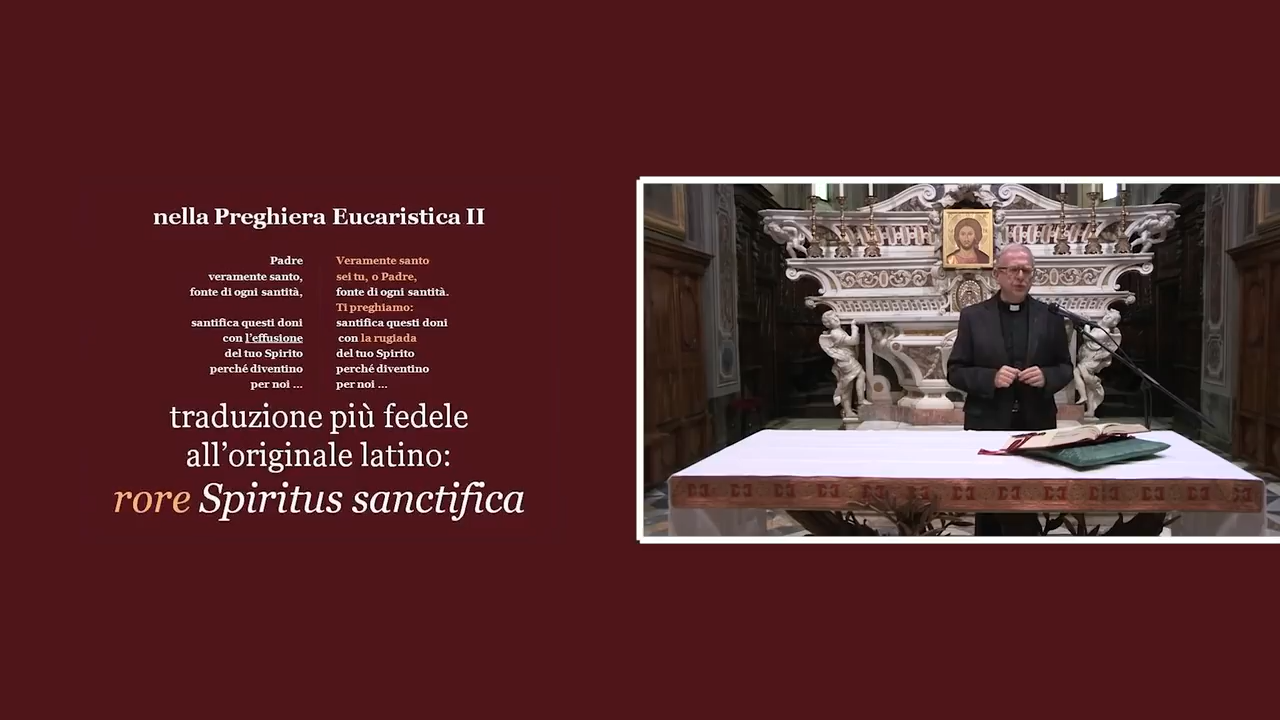 nella Preghiera Eucaristica II
Padre
veramente santo,
fonte di ogni santità,
santifica questi doni
con l'effusione
del tuo Spirito
perché diventino
per noi ...
Veramente santo
sei tu, o Padre,
fonte di ogni santità.
Ti preghiamo:
santifica questi doni
con la rugiada
del tuo Spirito
perché diventino
per noi ...
traduzione più fedele
all'originale latino:
rore Spiritus sanctifica